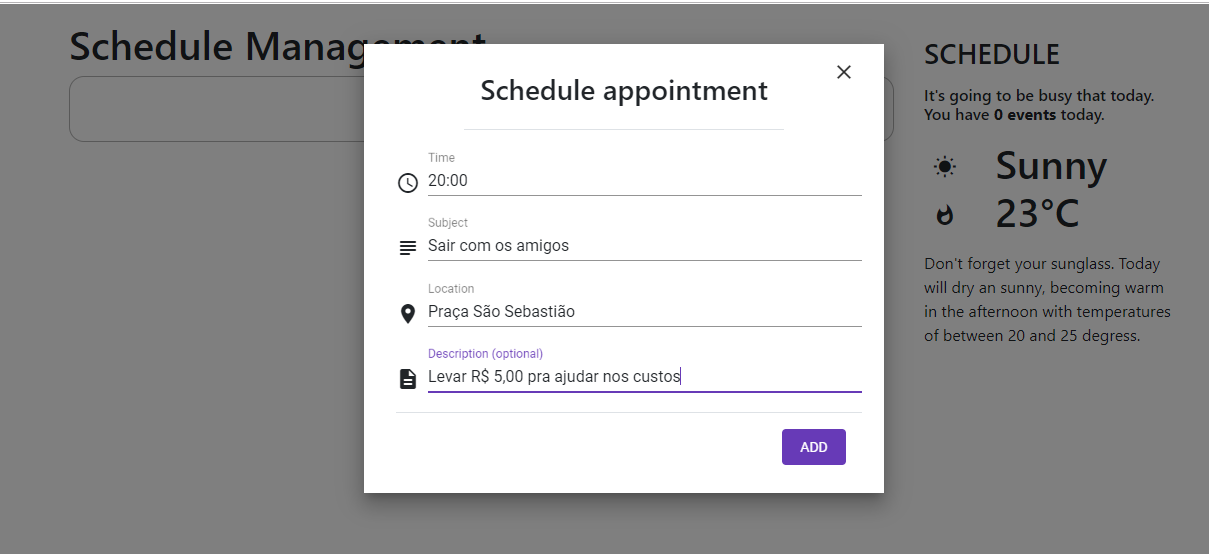 Schedule Management
Schedule appointment
Time
20:00
Subject
Sair com os amigos
Location
Praça São Sebastião
Description (optional)
Levar R$ 5,00 pra ajudar nos custos
ADD
SCHEDULE
It's going to be busy that today.
You have 0 events today.
Sunny
23°C
Don't forget your sunglass. Today
will dry an sunny, becoming warm
in the afternoon with temperatures
of between 20 and 25 degress.